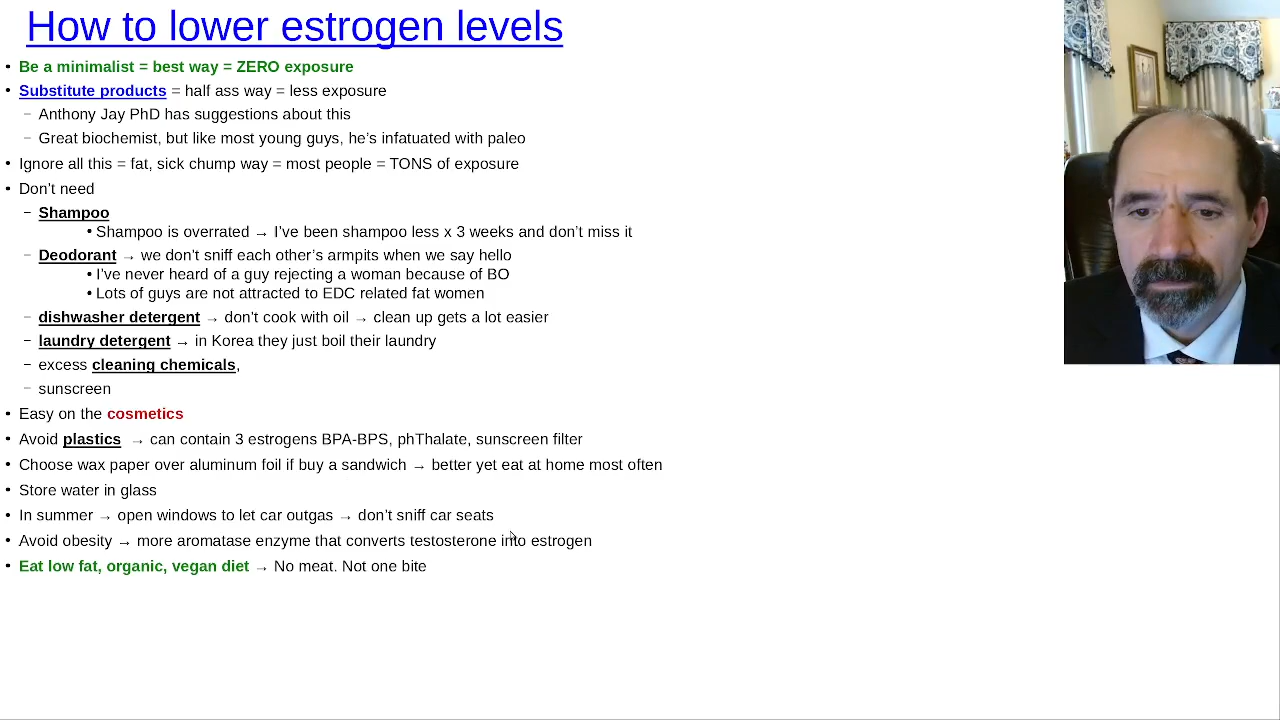 How to lower estrogen levels
• Be a minimalist = best way = ZERO exposure
• Substitute products = half ass way = less exposure
– Anthony Jay PhD has suggestions about this
– Great biochemist, but like most young guys, he's infatuated with paleo
• Ignore all this = fat, sick chump way = most people = TONS of exposure
• Don't need
– Shampoo
• Shampoo is overrated → I've been shampoo less x 3 weeks and don't miss it
– Deodorant → we don't sniff each other's armpits when we say hello
• I've never heard of a guy rejecting a woman because of BO
• Lots of guys are not attracted to EDC related fat women
– dishwasher detergent → don't cook with oil → clean up gets a lot easier
– laundry detergent → in Korea they just boil their laundry
– excess cleaning chemicals,
– sunscreen
• Easy on the cosmetics
• Avoid plastics → can contain 3 estrogens BPA-BPS, phThalate, sunscreen filter
• Choose wax paper over aluminum foil if buy a sandwich → better yet eat at home most often
• Store water in glass
• In summer → open windows to let car outgas → don't sniff car seats
• Avoid obesity → more aromatase enzyme that converts testosterone into estrogen
• Eat low fat, organic, vegan diet → No meat. Not one bite